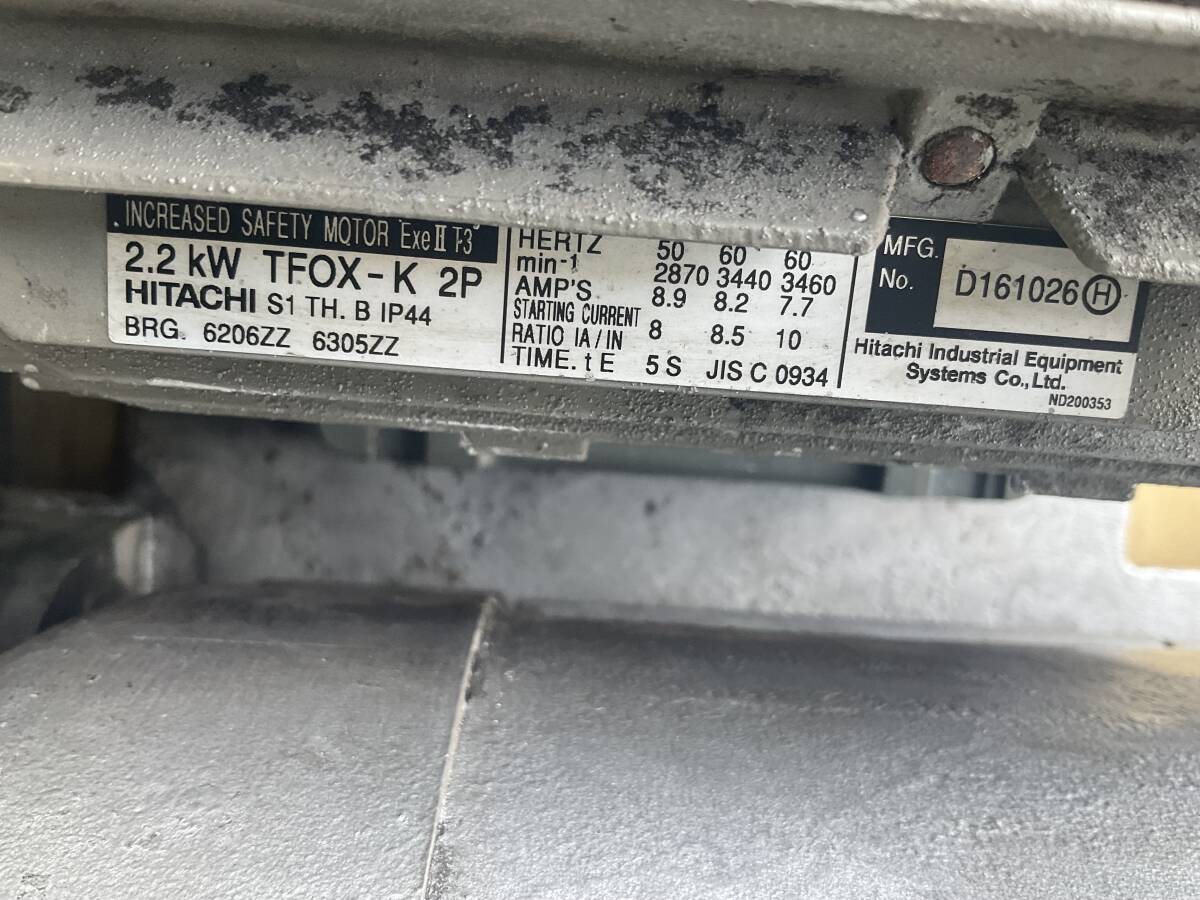 INCREASED SAFETY MOTOR ExeⅡ T3
2.2 kW TFOX-K 2P
HITACHI S1 TH. B IP44
BRG. 6206ZZ 6305ZZ
HERTZ 50 60 60
min-1 2870 3440 3460
AMP'S 8.9 8.2 7.7
STARTING CURRENT
RATIO IA/IN 8 8.5 10
TIME. t E 5 S JIS C 0934
MFG.
No. D161026 H
Hitachi Industrial Equipment
Systems Co.,Ltd.
ND200353